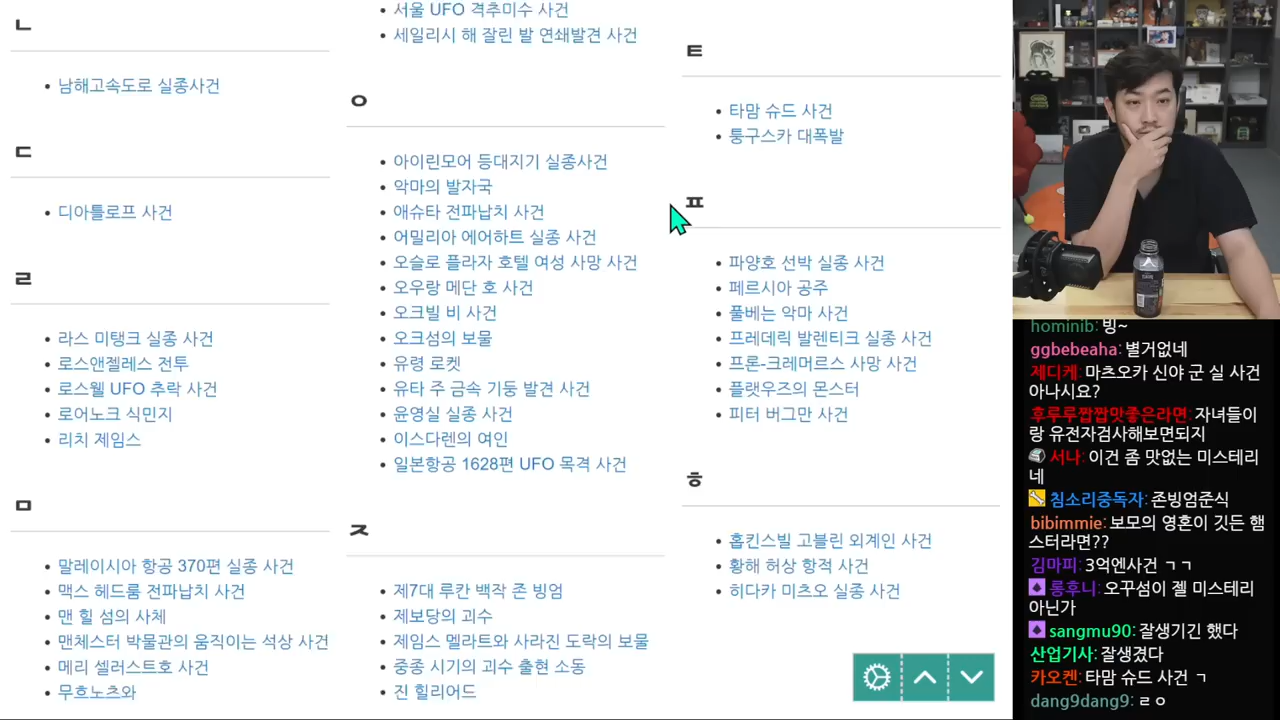 ㄴ
남해고속도로 실종사건
ㄷ
디아틀로프 사건
ㄹ
라스 미탱크 실종 사건
로스앤젤레스 전투
로스웰 UFO 추락 사건
로어노크 식민지
리치 제임스
ㅁ
말레이시아 항공 370편 실종 사건
맥스 헤드룸 전파납치 사건
맨 힐 섬의 사체
맨체스터 박물관의 움직이는 석상 사건
메리 셀러스트호 사건
무흐노츠와
서울 UFO 격추미수 사건
세일리시 해 잘린 발 연쇄발견 사건
ㅇ
아이린모어 등대지기 실종사건
악마의 발자국
애슈타 전파납치 사건
어밀리아 에어하트 실종 사건
오슬로 플라자 호텔 여성 사망 사건
오우랑 메단 호 사건
오크빌 비 사건
오크섬의 보물
유령 로켓
유타 주 금속 기둥 발견 사건
윤영실 실종 사건
이스다렌의 여인
일본항공 1628편 UFO 목격 사건
ㅈ
제7대 루칸 백작 존 빙엄
제보당의 괴수
제임스 멜라트와 사라진 도락의 보물
중종 시기의 괴수 출현 소동
진 힐리어드
ㅌ
타맘 슈드 사건
퉁구스카 대폭발
ㅍ
파양호 선박 실종 사건
페르시아 공주
풀베는 악마 사건
프레데릭 발렌티크 실종 사건
프론-크레머르스 사망 사건
플랫우즈의 몬스터
피터 버그만 사건
ㅎ
홉킨스빌 고블린 외계인 사건
황해 허상 항적 사건
히다카 미츠오 실종 사건
hominib: 빙~
ggbebeaha: 별거없네
제디케: 마츠오카 신야 군 실 사건
아나시요?
후루루짭짭맛좋은라면: 자녀들이
랑 유전자검사해보면되지
서나: 이건 좀 맛없는 미스테리
네
침소리중독자: 존빙엄준식
bibimmie: 보모의 영혼이 깃든 햄
스터라면??
김마피: 3억엔사건 ㄱㄱ
롱후니: 오꾸섬이 젤 미스테리
아닌가
sangmu90: 잘생기긴 했다
산업기사: 잘생겼다
카오켄: 타맘 슈드 사건 ㄱ
dang9dang9: ㄹㅇ